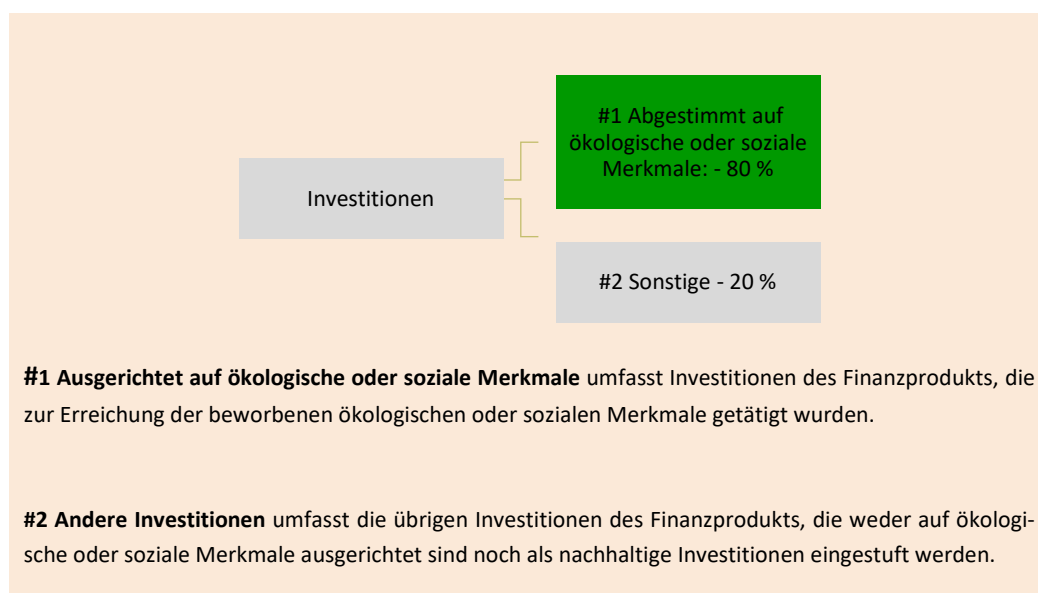 #1 Abgestimmt auf
ökologische oder soziale
Merkmale: - 80 %
Investitionen
#2 Sonstige - 20 %
#1 Ausgerichtet auf ökologische oder soziale Merkmale umfasst Investitionen des Finanzprodukts, die
zur Erreichung der beworbenen ökologischen oder sozialen Merkmale getätigt wurden.
#2 Andere Investitionen umfasst die übrigen Investitionen des Finanzprodukts, die weder auf ökologi-
sche oder soziale Merkmale ausgerichtet sind noch als nachhaltige Investitionen eingestuft werden.